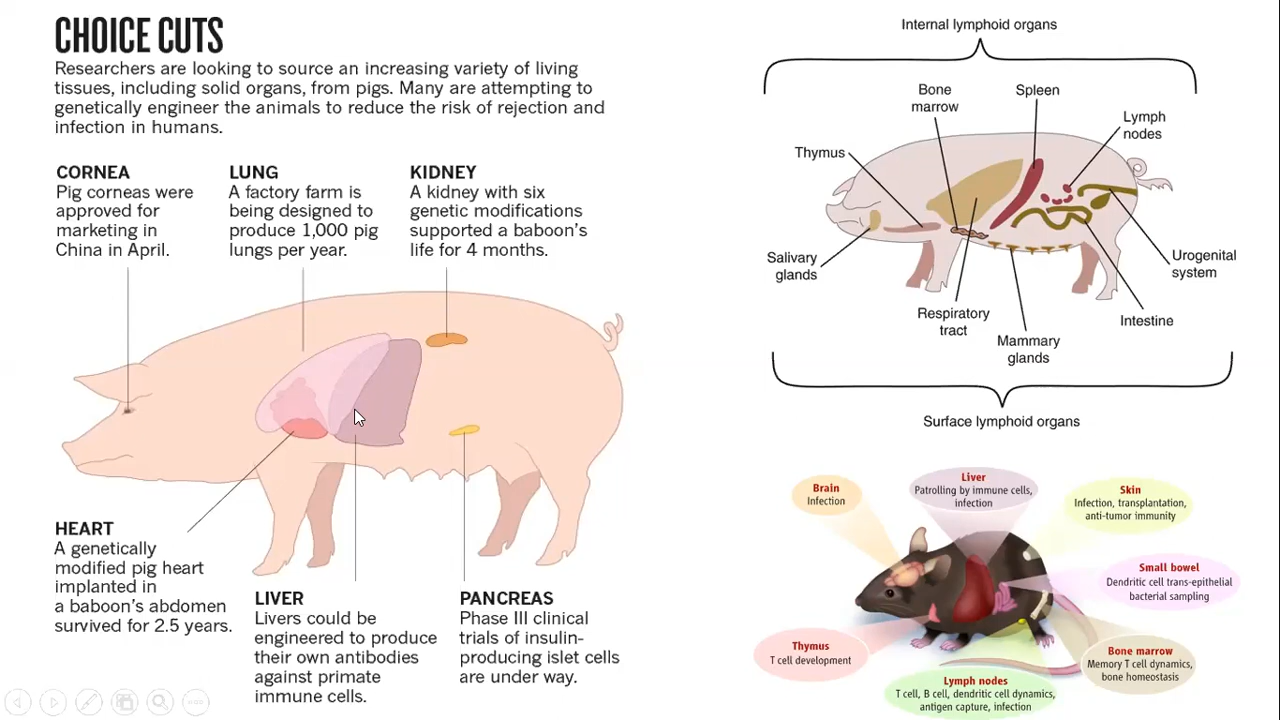 CHOICE CUTS
Researchers are looking to source an increasing variety of living
tissues, including solid organs, from pigs. Many are attempting to
genetically engineer the animals to reduce the risk of rejection and
infection in humans.
CORNEA
Pig corneas were
approved for
marketing in
China in April.
LUNG
A factory farm is
being designed to
produce 1,000 pig
lungs per year.
KIDNEY
A kidney with six
genetic modifications
supported a baboon's
life for 4 months.
HEART
A genetically
modified pig heart
implanted in
a baboon's abdomen
survived for 2.5 years.
LIVER
Livers could be
engineered to produce
their own antibodies
against primate
immune cells.
PANCREAS
Phase III clinical
trials of insulin-
producing islet cells
are under way.
Internal lymphoid organs
Bone
marrow
Spleen
Lymph
nodes
Thymus
Salivary
glands
Respiratory
tract
Mammary
glands
Intestine
Urogenital
system
Surface lymphoid organs
Brain
Infection
Liver
Patrolling by immune cells,
infection
Skin
Infection, transplantation,
anti-tumor immunity
Small bowel
Dendritic cell trans-epithelial
bacterial sampling
Thymus
T cell development
Bone marrow
Memory T cell dynamics,
bone homeostasis
Lymph nodes
T cell, B cell, dendritic cell dynamics,
antigen capture, infection